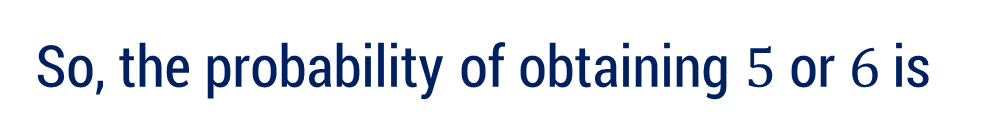 So, the probability of obtaining 5 or 6 is